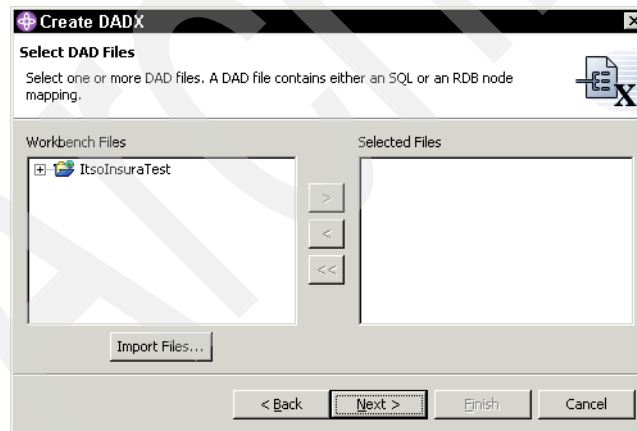 Create DADX
Select DAD Files
Select one or more DAD files. A DAD file contains either an SQL or an RDB node
mapping.
X
Workbench Files
Selected Files
ItsoInsuraTest
>
<
<<
Import Files...
< Back
Next >
Finish
Cancel